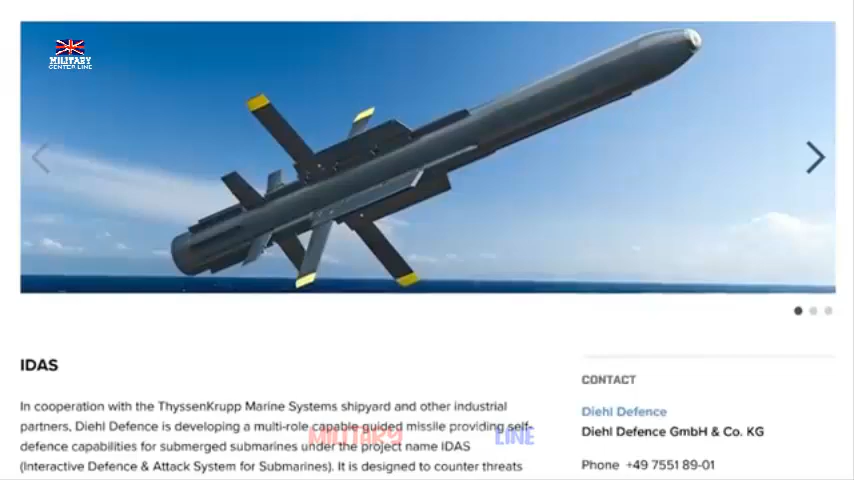 MILITARY
CENTER LINE
IDAS
In cooperation with the ThyssenKrupp Marine Systems shipyard and other industrial
partners, Diehl Defence is developing a multi-role capable guided missile providing self-
defence capabilities for submerged submarines under the project name IDAS
(Interactive Defence & Attack System for Submarines). It is designed to counter threats
MILITARY LINE
CONTACT
Diehl Defence
Diehl Defence GmbH & Co. KG
Phone +49 7551 89-01